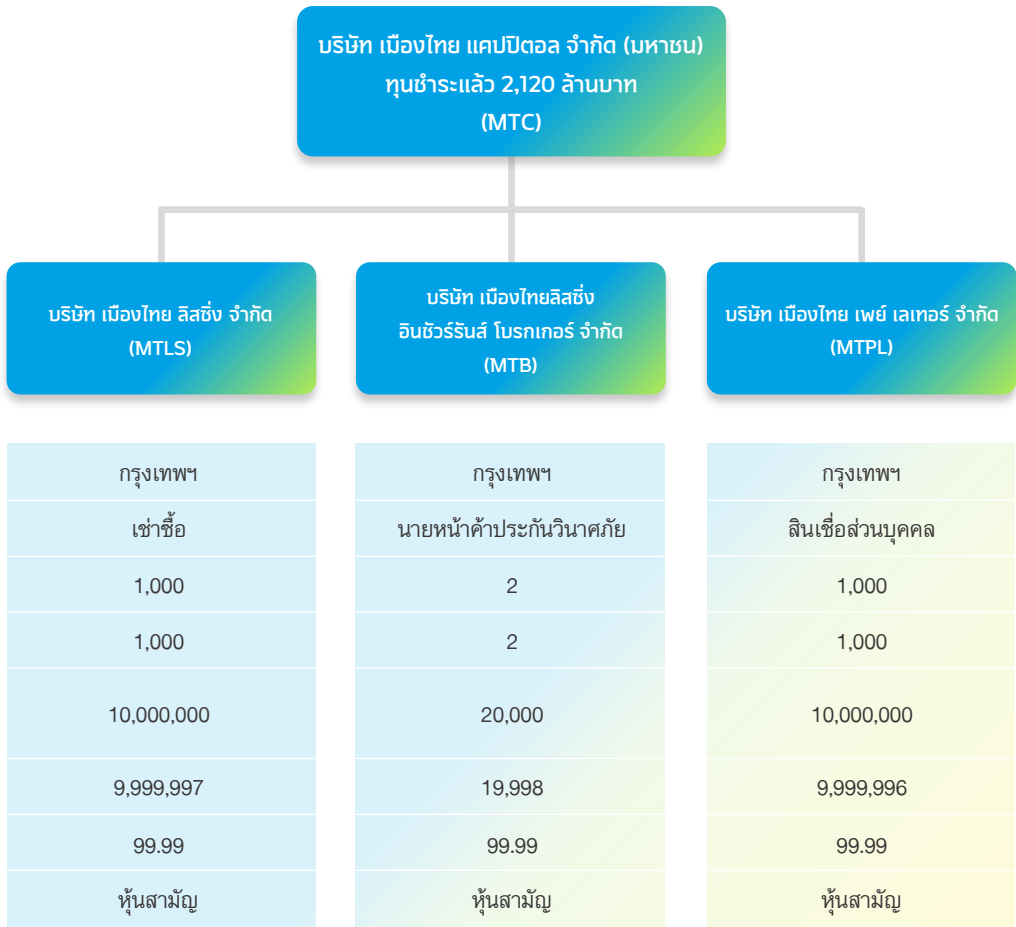 บริษัท เมืองไทย แคปปิตอล จำกัด (มหาชน)
ทุนชำระแล้ว 2,120 ล้านบาท
(MTC)
บริษัท เมืองไทย ลิสซิ่ง จำกัด
(MTLS)
บริษัท เมืองไทยลิสซิ่ง
อินชัวร์รันส์ โบรกเกอร์ จำกัด
(MTB)
บริษัท เมืองไทย เพย์ เลเทอร์ จำกัด
(MTPL)
กรุงเทพฯ
เช่าซื้อ
1,000
1,000
10,000,000
9,999,997
99.99
หุ้นสามัญ
กรุงเทพฯ
นายหน้าค้าประกันวินาศภัย
2
2
20,000
19,998
99.99
หุ้นสามัญ
กรุงเทพฯ
สินเชื่อส่วนบุคคล
1,000
1,000
10,000,000
9,999,996
99.99
หุ้นสามัญ